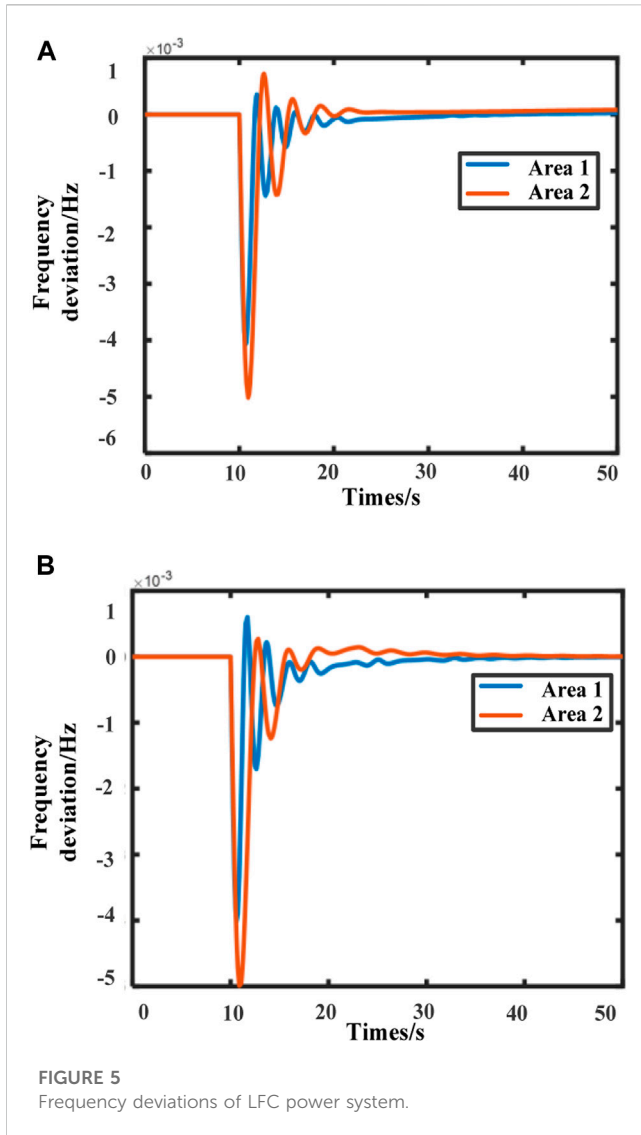 A
×10⁻³
1
0
-1
-2
-3
-4
-5
-6
Frequency
deviation/Hz
Area 1
Area 2
0 10 20 30 40 50
Times/s
B
×10⁻³
1
0
-1
-2
-3
-4
-5
Frequency
deviation/Hz
Area 1
Area 2
0 10 20 30 40 50
Times/s
FIGURE 5
Frequency deviations of LFC power system.